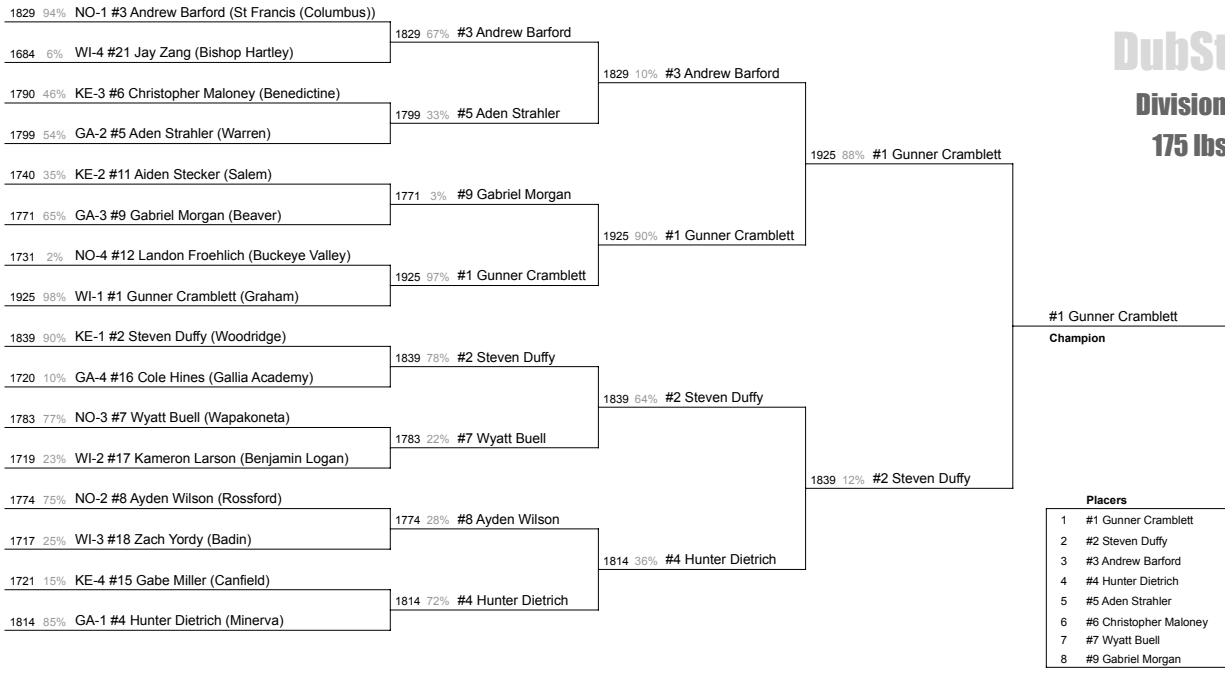 1829 94% NO-1 #3 Andrew Barford (St Francis (Columbus))
1684 6% WI-4 #21 Jay Zang (Bishop Hartley)
1790 46% KE-3 #6 Christopher Maloney (Benedictine)
1799 54% GA-2 #5 Aden Strahler (Warren)
1740 35% KE-2 #11 Aiden Stecker (Salem)
1771 65% GA-3 #9 Gabriel Morgan (Beaver)
1731 2% NO-4 #12 Landon Froehlich (Buckeye Valley)
1925 98% WI-1 #1 Gunner Cramblett (Graham)
1839 90% KE-1 #2 Steven Duffy (Woodridge)
1720 10% GA-4 #16 Cole Hines (Gallia Academy)
1783 77% NO-3 #7 Wyatt Buell (Wapakoneta)
1719 23% WI-2 #17 Kameron Larson (Benjamin Logan)
1774 75% NO-2 #8 Ayden Wilson (Rossford)
1717 25% WI-3 #18 Zach Yordy (Badin)
1721 15% KE-4 #15 Gabe Miller (Canfield)
1814 85% GA-1 #4 Hunter Dietrich (Minerva)
1829 67% #3 Andrew Barford
1799 33% #5 Aden Strahler
1771 3% #9 Gabriel Morgan
1925 97% #1 Gunner Cramblett
1839 78% #2 Steven Duffy
1783 22% #7 Wyatt Buell
1774 28% #8 Ayden Wilson
1814 72% #4 Hunter Dietrich
1829 10% #3 Andrew Barford
1925 90% #1 Gunner Cramblett
1839 64% #2 Steven Duffy
1814 36% #4 Hunter Dietrich
1925 88% #1 Gunner Cramblett
1839 12% #2 Steven Duffy
#1 Gunner Cramblett
Champion
DubSt
Division
175 lbs
Placers
1 #1 Gunner Cramblett
2 #2 Steven Duffy
3 #3 Andrew Barford
4 #4 Hunter Dietrich
5 #5 Aden Strahler
6 #6 Christopher Maloney
7 #7 Wyatt Buell
8 #9 Gabriel Morgan